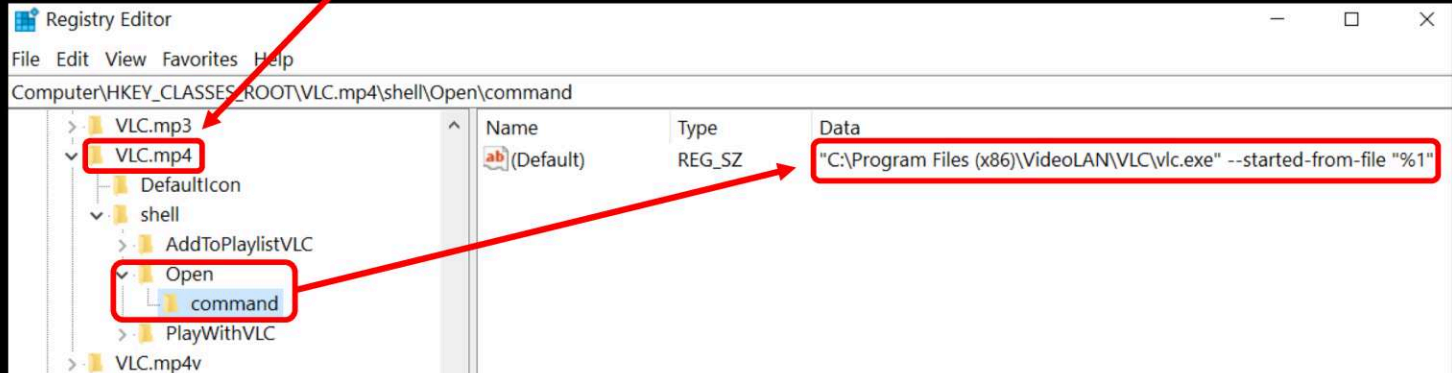 Registry Editor
File Edit View Favorites Help
Computer\HKEY_CLASSES_ROOT\VLC.mp4\shell\Open\command
VLC.mp3
VLC.mp4
DefaultIcon
shell
AddToPlaylistVLC
Open
command
PlayWithVLC
VLC.mp4v
Name Type Data
ab (Default) REG_SZ "C:\Program Files (x86)\VideoLAN\VLC\vlc.exe" --started-from-file "%1"